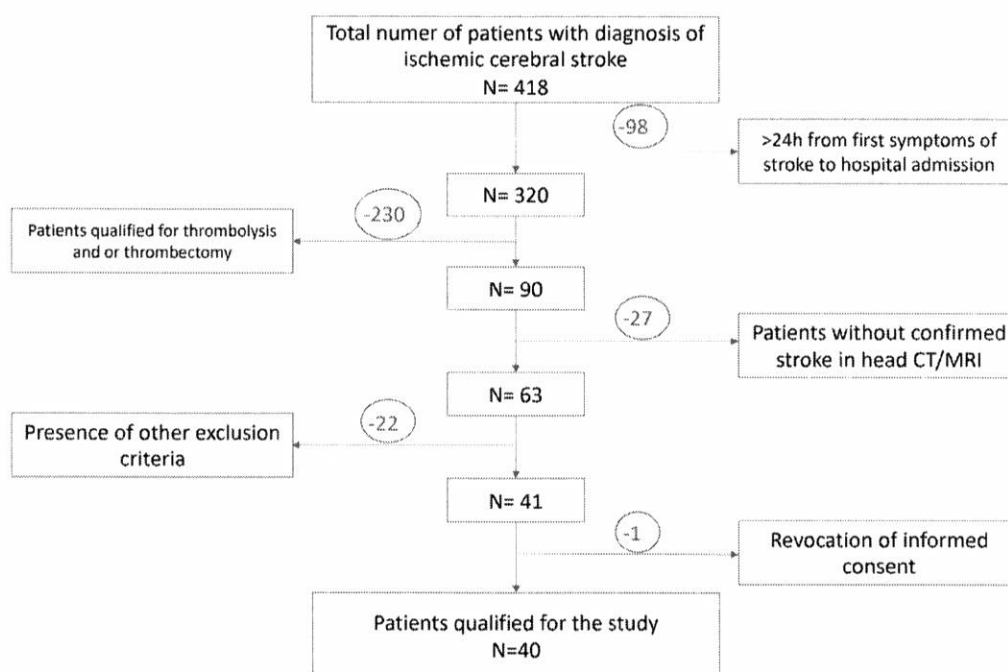 Total numer of patients with diagnosis of
ischemic cerebral stroke
N= 418
-98
>24h from first symptoms of
stroke to hospital admission
N= 320
-230
Patients qualified for thrombolysis
and or thrombectomy
N= 90
-27
Patients without confirmed
stroke in head CT/MRI
N= 63
-22
Presence of other exclusion
criteria
N= 41
-1
Revocation of informed
consent
Patients qualified for the study
N=40